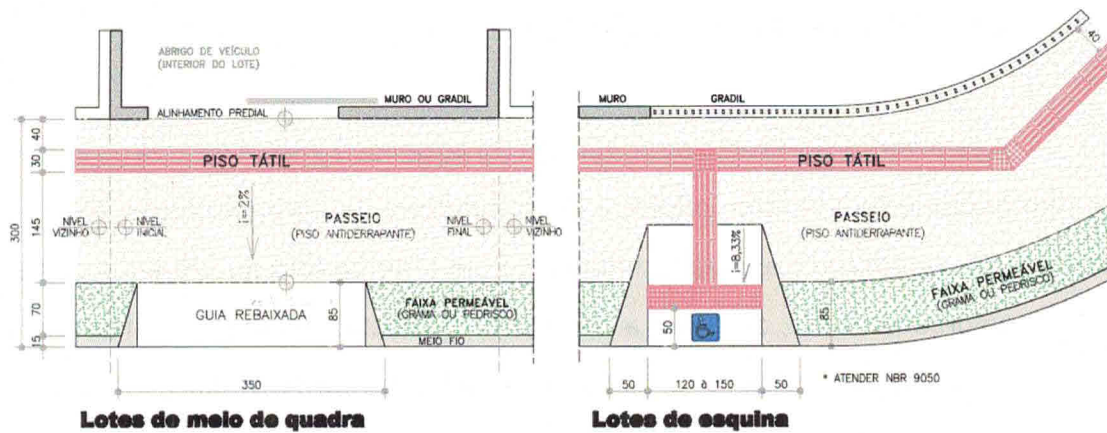 ABRIGO DE VEÍCULO
(INTERIOR DO LOTE)
MURO OU GRADIL
ALINHAMENTO PREDIAL
40
30
145
300
70
15
PISO TÁTIL
i=2%
NÍVEL
VIZINHO
NÍVEL
INICIAL
PASSEIO
(PISO ANTIDERRAPANTE)
NÍVEL
FINAL
NÍVEL
VIZINHO
GUIA REBAIXADA
85
FAIXA PERMEÁVEL
(GRAMA OU PEDRISCO)
MEIO FIO
350
Lotes de meio de quadra
MURO
GRADIL
40
PISO TÁTIL
PASSEIO
(PISO ANTIDERRAPANTE)
i=8,33%
FAIXA PERMEÁVEL
(GRAMA OU PEDRISCO)
50
85
50
120 à 150
50
* ATENDER NBR 9050
Lotes de esquina